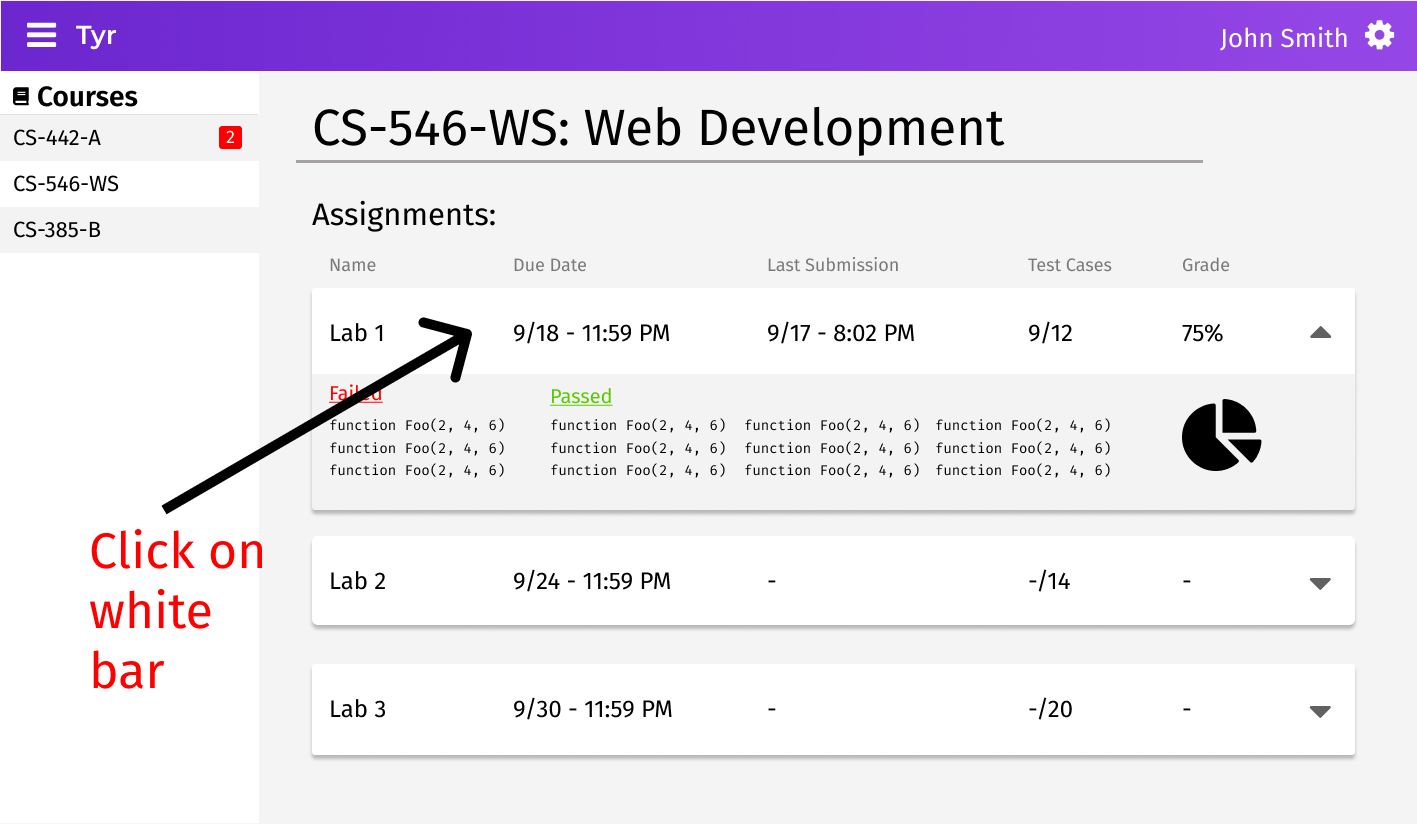 Tyr
John Smith
Courses
CS-442-A 2
CS-546-WS
CS-385-B
CS-546-WS: Web Development
Assignments:
Name Due Date Last Submission Test Cases Grade
Lab 1 9/18 - 11:59 PM 9/17 - 8:02 PM 9/12 75%
Failed Passed
function Foo(2, 4, 6) function Foo(2, 4, 6) function Foo(2, 4, 6) function Foo(2, 4, 6)
function Foo(2, 4, 6) function Foo(2, 4, 6) function Foo(2, 4, 6) function Foo(2, 4, 6)
function Foo(2, 4, 6) function Foo(2, 4, 6) function Foo(2, 4, 6) function Foo(2, 4, 6)
Click on
white
bar
Lab 2 9/24 - 11:59 PM - -/14 -
Lab 3 9/30 - 11:59 PM - -/20 -